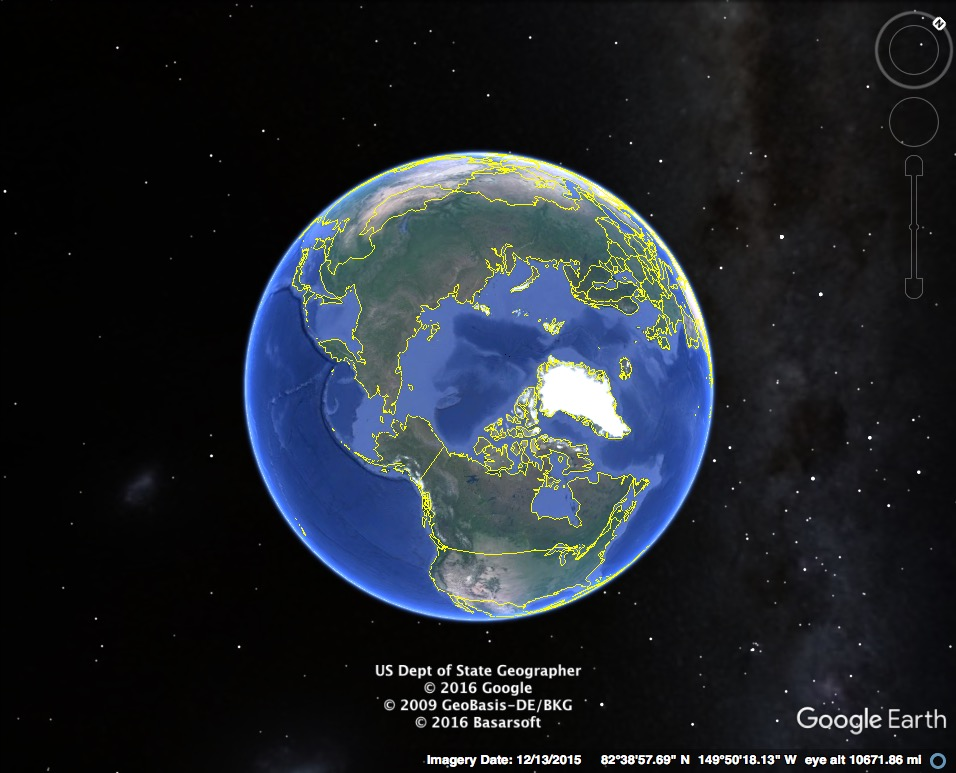 N
US Dept of State Geographer
© 2016 Google
© 2009 GeoBasis-DE/BKG
© 2016 Basarsoft
Google Earth
Imagery Date: 12/13/2015 82°38'57.69" N 149°50'18.13" W eye alt 10671.86 mi